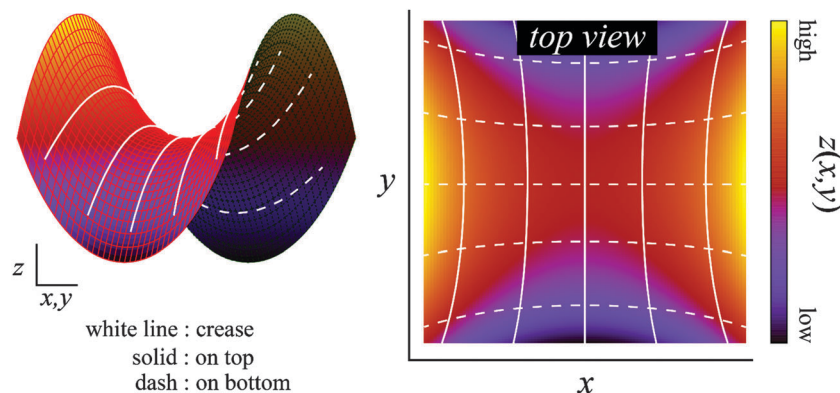 z
x,y
white line : crease
solid : on top
dash : on bottom
top view
y
x
high
z(x,y)
low